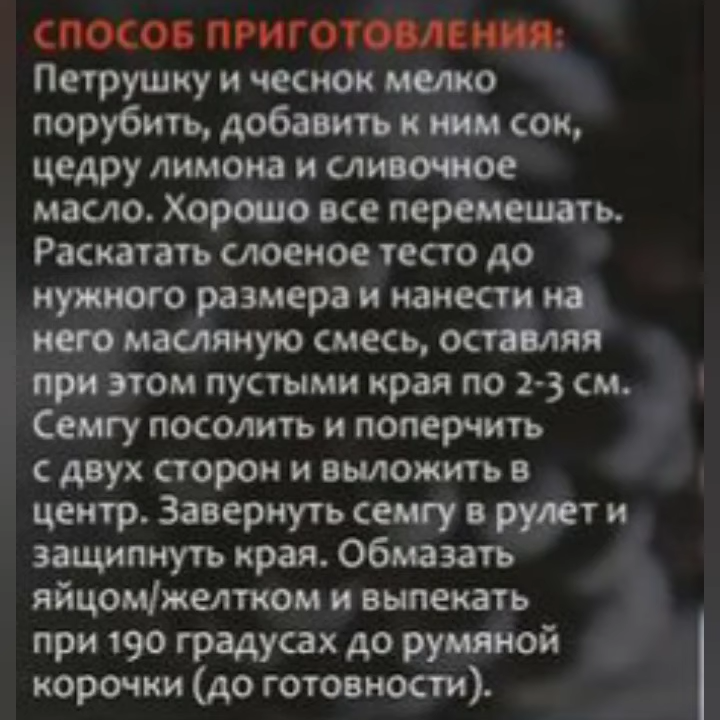 СПОСОБ ПРИГОТОВЛЕНИЯ:
Петрушку и чеснок мелко
порубить, добавить к ним сок,
цедру лимона и сливочное
масло. Хорошо все перемешать.
Раскатать слоеное тесто до
нужного размера и нанести на
него масляную смесь, оставляя
при этом пустыми края по 2-3 см.
Семгу посолить и поперчить
с двух сторон и выложить в
центр. Завернуть семгу в рулет и
защипнуть края. Обмазать
яйцом/желтком и выпекать
при 190 градусах до румяной
корочки (до готовности).